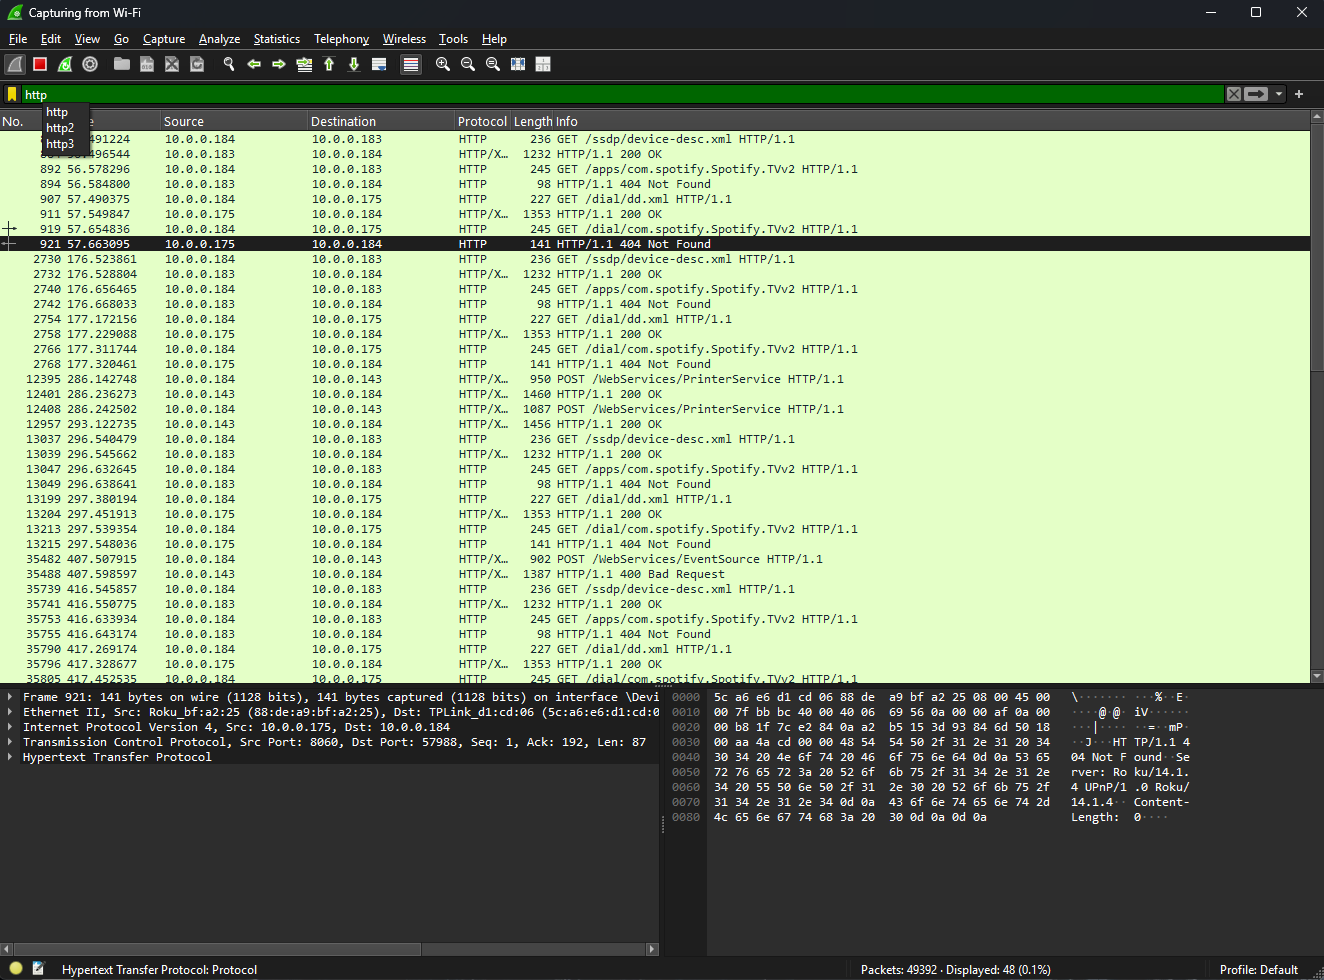 Capturing from Wi-Fi
File Edit View Go Capture Analyze Statistics Telephony Wireless Tools Help
http
http
http2
http3
No. Source Destination Protocol Length Info
491224 10.0.0.184 10.0.0.183 HTTP 236 GET /ssdp/device-desc.xml HTTP/1.1
496544 10.0.0.183 10.0.0.184 HTTP/X… 1232 HTTP/1.1 200 OK
892 56.578296 10.0.0.184 10.0.0.183 HTTP 245 GET /apps/com.spotify.Spotify.TVv2 HTTP/1.1
894 56.584800 10.0.0.183 10.0.0.184 HTTP 98 HTTP/1.1 404 Not Found
907 57.490375 10.0.0.184 10.0.0.175 HTTP 227 GET /dial/dd.xml HTTP/1.1
911 57.549847 10.0.0.175 10.0.0.184 HTTP/X… 1353 HTTP/1.1 200 OK
919 57.654836 10.0.0.184 10.0.0.175 HTTP 245 GET /dial/com.spotify.Spotify.TVv2 HTTP/1.1
921 57.663095 10.0.0.175 10.0.0.184 HTTP 141 HTTP/1.1 404 Not Found
2730 176.523861 10.0.0.184 10.0.0.183 HTTP 236 GET /ssdp/device-desc.xml HTTP/1.1
2732 176.528804 10.0.0.183 10.0.0.184 HTTP/X… 1232 HTTP/1.1 200 OK
2740 176.656465 10.0.0.184 10.0.0.183 HTTP 245 GET /apps/com.spotify.Spotify.TVv2 HTTP/1.1
2742 176.668033 10.0.0.183 10.0.0.184 HTTP 98 HTTP/1.1 404 Not Found
2754 177.172156 10.0.0.184 10.0.0.175 HTTP 227 GET /dial/dd.xml HTTP/1.1
2758 177.229088 10.0.0.175 10.0.0.184 HTTP/X… 1353 HTTP/1.1 200 OK
2766 177.311744 10.0.0.184 10.0.0.175 HTTP 245 GET /dial/com.spotify.Spotify.TVv2 HTTP/1.1
2768 177.320461 10.0.0.175 10.0.0.184 HTTP 141 HTTP/1.1 404 Not Found
12395 286.142748 10.0.0.184 10.0.0.143 HTTP/X… 950 POST /WebServices/PrinterService HTTP/1.1
12401 286.236273 10.0.0.143 10.0.0.184 HTTP/X… 1460 HTTP/1.1 200 OK
12408 286.242502 10.0.0.184 10.0.0.143 HTTP/X… 1087 POST /WebServices/PrinterService HTTP/1.1
12957 293.122735 10.0.0.143 10.0.0.184 HTTP/X… 1456 HTTP/1.1 200 OK
13037 296.540479 10.0.0.184 10.0.0.183 HTTP 236 GET /ssdp/device-desc.xml HTTP/1.1
13039 296.545662 10.0.0.183 10.0.0.184 HTTP/X… 1232 HTTP/1.1 200 OK
13047 296.632645 10.0.0.184 10.0.0.183 HTTP 245 GET /apps/com.spotify.Spotify.TVv2 HTTP/1.1
13049 296.638641 10.0.0.183 10.0.0.184 HTTP 98 HTTP/1.1 404 Not Found
13199 297.380194 10.0.0.184 10.0.0.175 HTTP 227 GET /dial/dd.xml HTTP/1.1
13204 297.451913 10.0.0.175 10.0.0.184 HTTP/X… 1353 HTTP/1.1 200 OK
13213 297.539354 10.0.0.184 10.0.0.175 HTTP 245 GET /dial/com.spotify.Spotify.TVv2 HTTP/1.1
13215 297.548036 10.0.0.175 10.0.0.184 HTTP 141 HTTP/1.1 404 Not Found
35482 407.507915 10.0.0.184 10.0.0.143 HTTP/X… 902 POST /WebServices/EventSource HTTP/1.1
35488 407.598597 10.0.0.143 10.0.0.184 HTTP/X… 1387 HTTP/1.1 400 Bad Request
35739 416.545857 10.0.0.184 10.0.0.183 HTTP 236 GET /ssdp/device-desc.xml HTTP/1.1
35741 416.550775 10.0.0.183 10.0.0.184 HTTP/X… 1232 HTTP/1.1 200 OK
35753 416.633934 10.0.0.184 10.0.0.183 HTTP 245 GET /apps/com.spotify.Spotify.TVv2 HTTP/1.1
35755 416.643174 10.0.0.183 10.0.0.184 HTTP 98 HTTP/1.1 404 Not Found
35790 417.269174 10.0.0.184 10.0.0.175 HTTP 227 GET /dial/dd.xml HTTP/1.1
35796 417.328677 10.0.0.175 10.0.0.184 HTTP/X… 1353 HTTP/1.1 200 OK
35805 417.452535 10.0.0.184 10.0.0.175 HTTP 245 GET /dial/com.spotify.Spotify.TVv2 HTTP/1.1
Frame 921: 141 bytes on wire (1128 bits), 141 bytes captured (1128 bits) on interface \Devi
Ethernet II, Src: Roku_bf:a2:25 (88:de:a9:bf:a2:25), Dst: TPLink_d1:cd:06 (5c:a6:e6:d1:cd:0
Internet Protocol Version 4, Src: 10.0.0.175, Dst: 10.0.0.184
Transmission Control Protocol, Src Port: 8060, Dst Port: 57988, Seq: 1, Ack: 192, Len: 87
Hypertext Transfer Protocol
0000 5c a6 e6 d1 cd 06 88 de a9 bf a2 25 08 00 45 00 \······· ···%··E·
0010 00 7f bb bc 40 00 40 06 69 56 0a 00 00 af 0a 00 ····@·@· iV······
0020 00 b8 1f 7c e2 84 0a a2 b5 15 3d 93 84 6d 50 18 ···|···· ··=··mP·
0030 00 aa 4a cd 00 00 48 54 54 50 2f 31 2e 31 20 34 ··J···HT TP/1.1 4
0040 30 34 20 4e 6f 74 20 46 6f 75 6e 64 0d 0a 53 65 04 Not F ound··Se
0050 72 76 65 72 3a 20 52 6f 6b 75 2f 31 34 2e 31 2e rver: Ro ku/14.1.
0060 34 20 55 50 6e 50 2f 31 2e 30 20 52 6f 6b 75 2f 4 UPnP/1 .0 Roku/
0070 31 34 2e 31 2e 34 0d 0a 43 6f 6e 74 65 6e 74 2d 14.1.4·· Content-
0080 4c 65 6e 67 74 68 3a 20 30 0d 0a 0d 0a Length: 0····
Hypertext Transfer Protocol: Protocol
Packets: 49392 · Displayed: 48 (0.1%)
Profile: Default